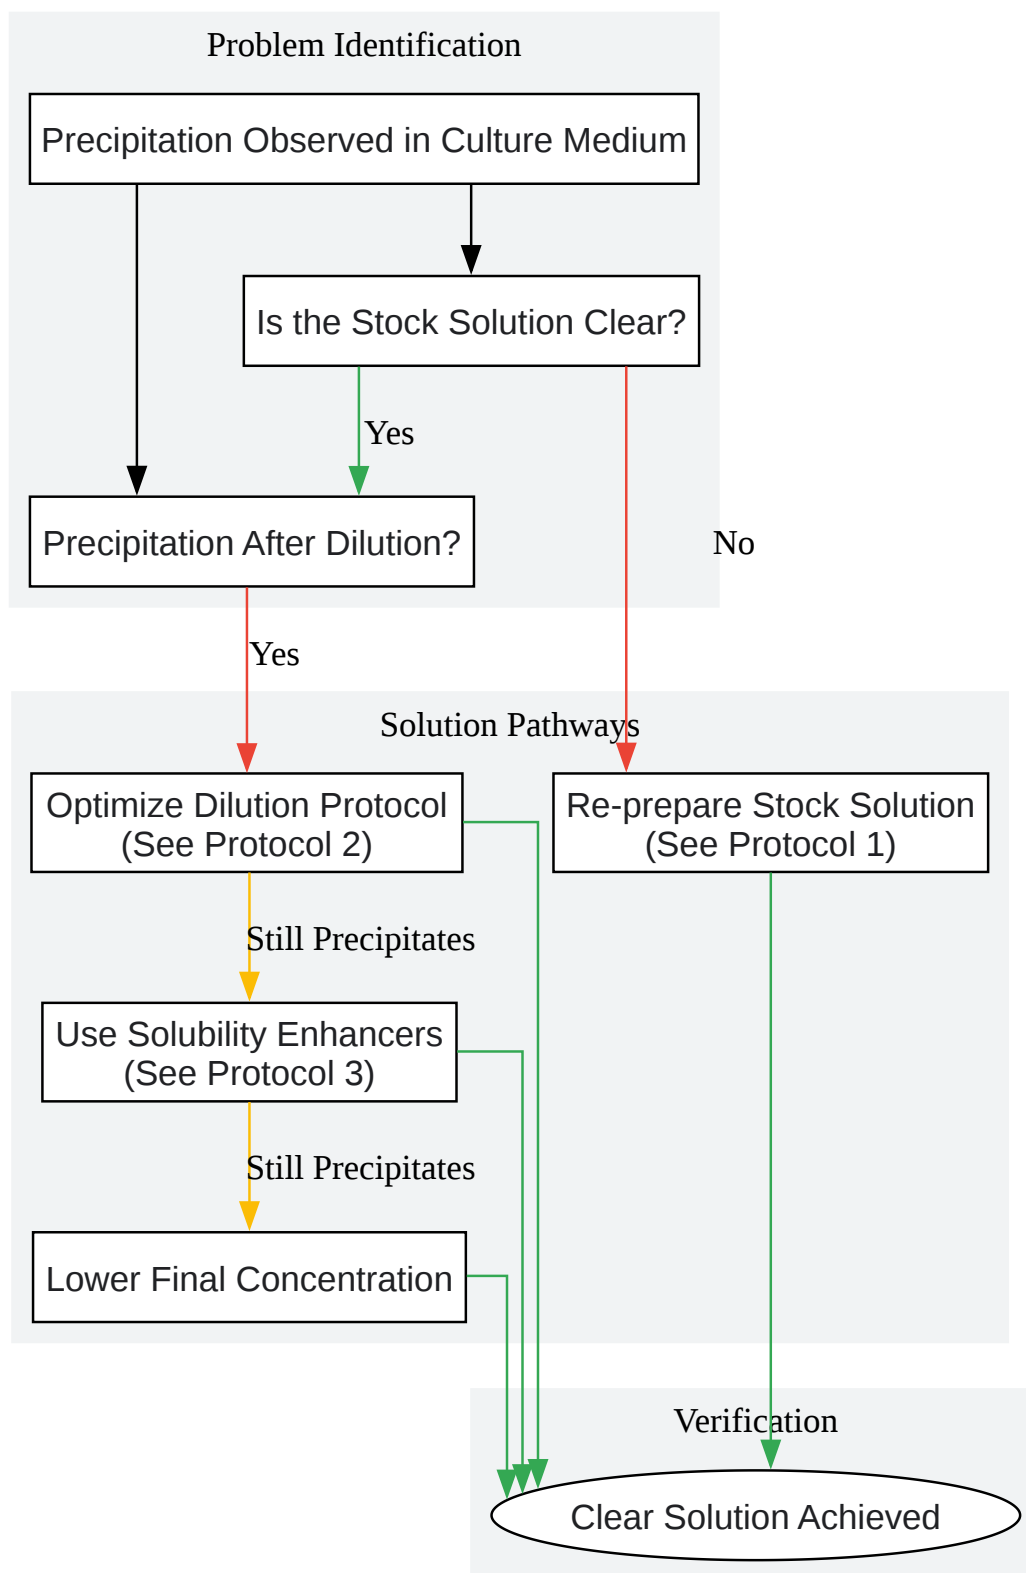 Problem Identification
Precipitation Observed in Culture Medium
Is the Stock Solution Clear?
Yes
Precipitation After Dilution?
No
Yes
Solution Pathways
Optimize Dilution Protocol
(See Protocol 2)
Re-prepare Stock Solution
(See Protocol 1)
Still Precipitates
Use Solubility Enhancers
(See Protocol 3)
Still Precipitates
Lower Final Concentration
Verification
Clear Solution Achieved